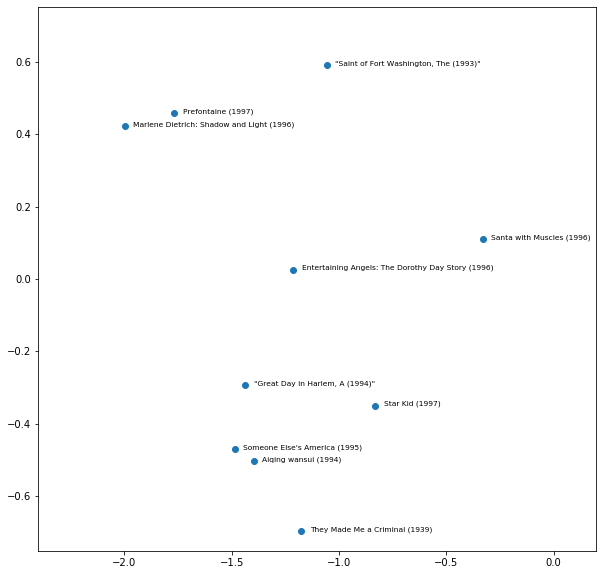 0.6
"Saint of Fort Washington, The (1993)"
Prefontaine (1997)
Marlene Dietrich: Shadow and Light (1996)
0.4
0.2
Santa with Muscles (1996)
Entertaining Angels: The Dorothy Day Story (1996)
0.0
−0.2
"Great Day in Harlem, A (1994)"
Star Kid (1997)
−0.4
Someone Else's America (1995)
Aiqing wansui (1994)
−0.6
They Made Me a Criminal (1939)
−2.0 −1.5 −1.0 −0.5 0.0